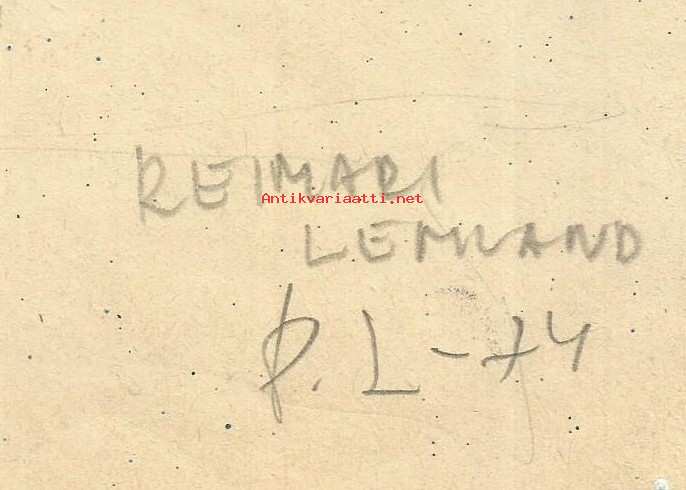 REIMARI
Antikvariaatti.net
LEMLAND
P. L-74